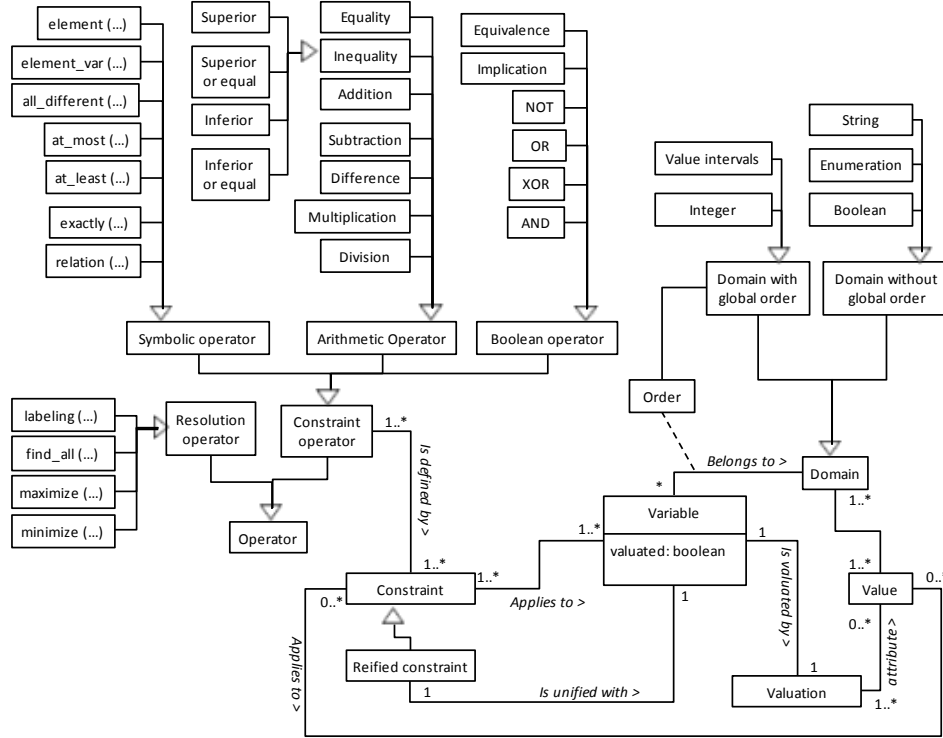 element (...)
element_var (...)
all_different (...)
at_most (...)
at_least (...)
exactly (...)
relation (...)
Superior
Superior
or equal
Inferior
Inferior
or equal
Equality
Inequality
Addition
Subtraction
Difference
Multiplication
Division
Equivalence
Implication
NOT
OR
XOR
AND
Value intervals
Integer
String
Enumeration
Boolean
Domain with
global order
Domain without
global order
Symbolic operator
Arithmetic Operator
Boolean operator
Order
labeling (...)
find_all (...)
maximize (...)
minimize (...)
Resolution
operator
Constraint
operator
1..*
Is defined by >
1..*
Operator
Belongs to >
*
Domain
1..*
1..*
Variable
valuated: boolean
1..*
1
1
Is valuated by >
1
Constraint
0..*
1..*
Applies to >
Value
0..*
0..*
attribute >
1..*
Applies to >
Reified constraint
1
Is unified with >
Valuation